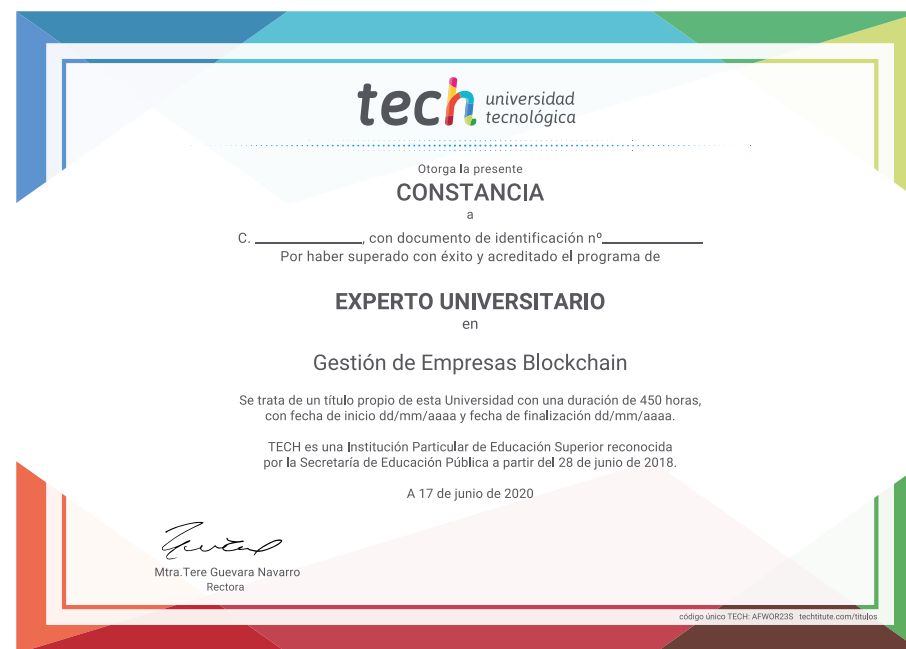 tech universidad
tecnológica
Otorga la presente
CONSTANCIA
a
C. ____________, con documento de identificación nº____________
Por haber superado con éxito y acreditado el programa de
EXPERTO UNIVERSITARIO
en
Gestión de Empresas Blockchain
Se trata de un título propio de esta Universidad con una duración de 450 horas,
con fecha de inicio dd/mm/aaaa y fecha de finalización dd/mm/aaaa.
TECH es una Institución Particular de Educación Superior reconocida
por la Secretaría de Educación Pública a partir del 28 de junio de 2018.
A 17 de junio de 2020
Mtra.Tere Guevara Navarro
Rectora
código único TECH: AFWOR23S techtitute.com/titulos